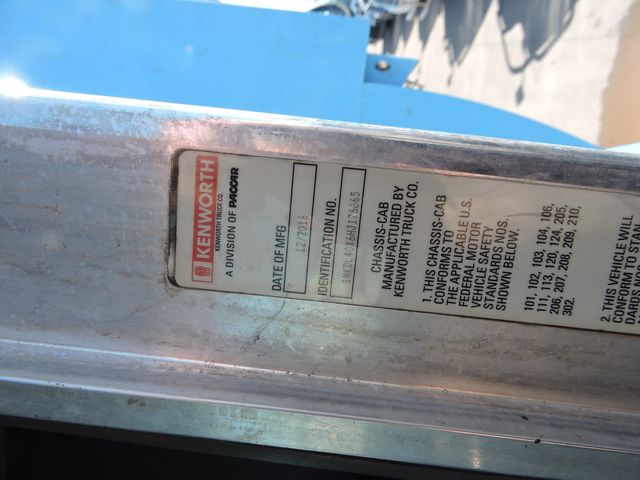 KENWORTH
KENWORTH TRUCK CO.
A DIVISION OF PACCAR
DATE OF MFG
12/2016
IDENTIFICATION NO.
CHASSIS-CAB
MANUFACTURED BY
KENWORTH TRUCK CO.
1. THIS CHASSIS-CAB
CONFORMS TO
THE APPLICABLE U.S.
FEDERAL MOTOR
VEHICLE SAFETY
STANDARDS NOS.
SHOWN BELOW.
101, 102, 103, 104, 106,
111, 113, 120, 124, 205,
206, 207, 208, 209, 210,
302.
2. THIS VEHICLE WILL
CONFORM TO